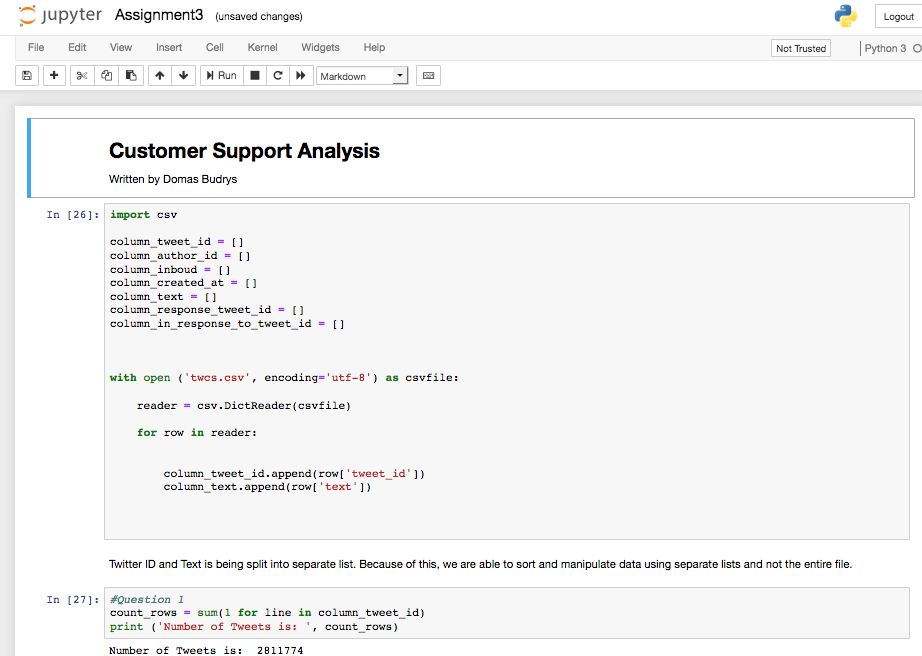 jupyter Assignment3 (unsaved changes) Logout
File Edit View Insert Cell Kernel Widgets Help Not Trusted Python 3
Run Markdown
Customer Support Analysis
Written by Domas Budrys
In [26]: import csv
column_tweet_id = []
column_author_id = []
column_inboud = []
column_created_at = []
column_text = []
column_response_tweet_id = []
column_in_response_to_tweet_id = []
with open ('twcs.csv', encoding='utf-8') as csvfile:
reader = csv.DictReader(csvfile)
for row in reader:
column_tweet_id.append(row['tweet_id'])
column_text.append(row['text'])
Twitter ID and Text is being split into separate list. Because of this, we are able to sort and manipulate data using separate lists and not the entire file.
In [27]: #Question 1
count_rows = sum(1 for line in column_tweet_id)
print ('Number of Tweets is: ', count_rows)
Number of Tweets is:  2811774